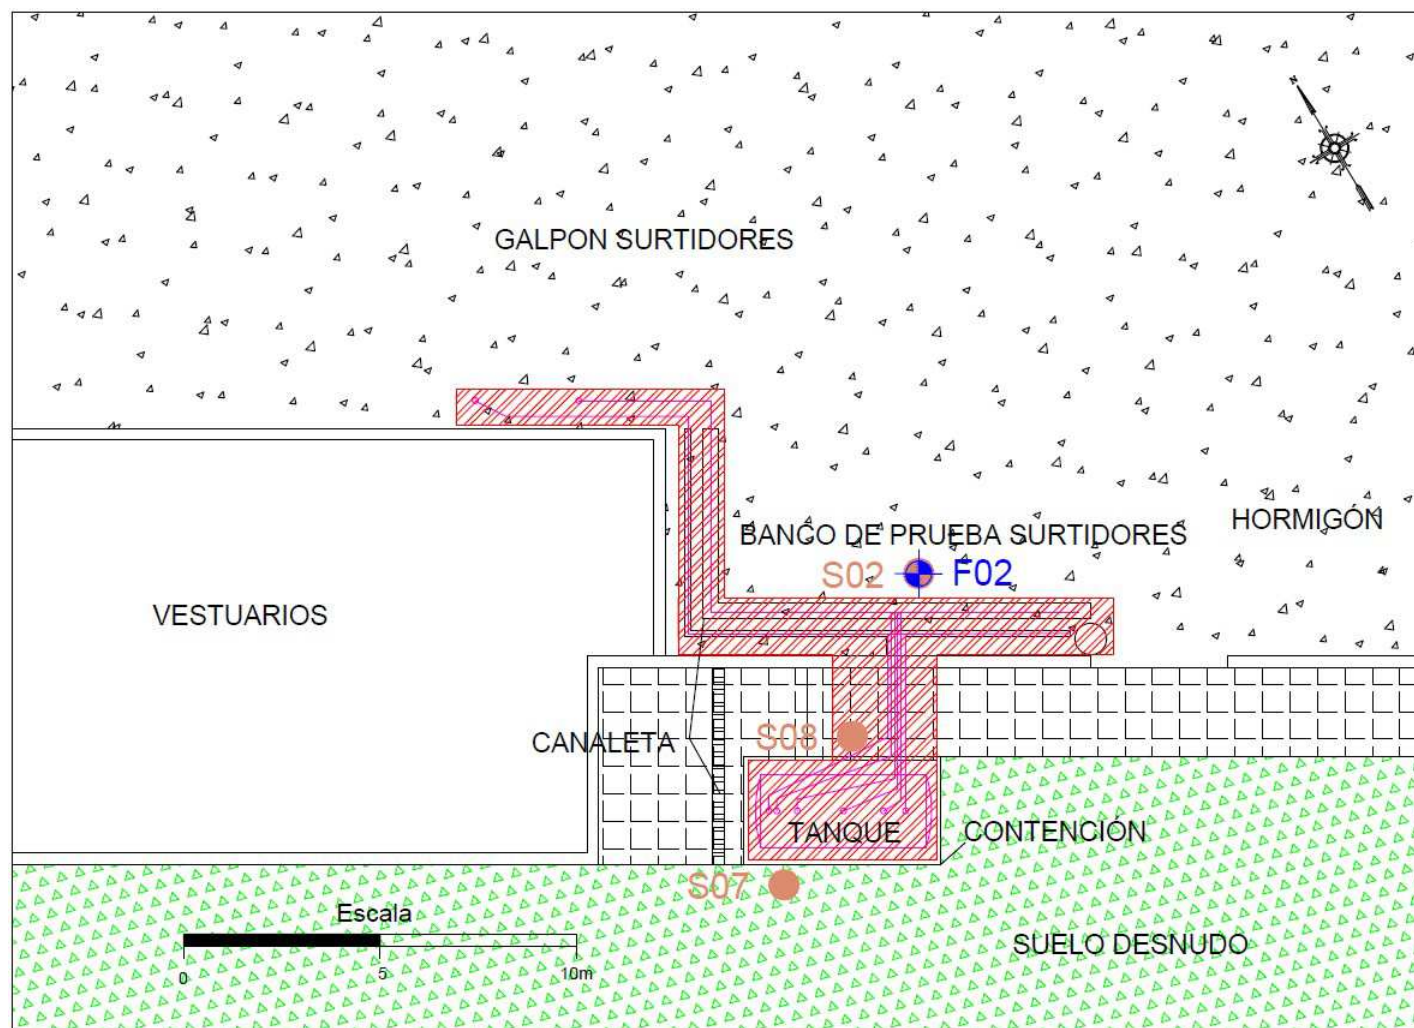 N
GALPON SURTIDORES
HORMIGÓN
BANCO DE PRUEBA SURTIDORES
S02 F02
VESTUARIOS
S08
CANALETA
TANQUE
CONTENCIÓN
S07
Escala
0 5 10m
SUELO DESNUDO